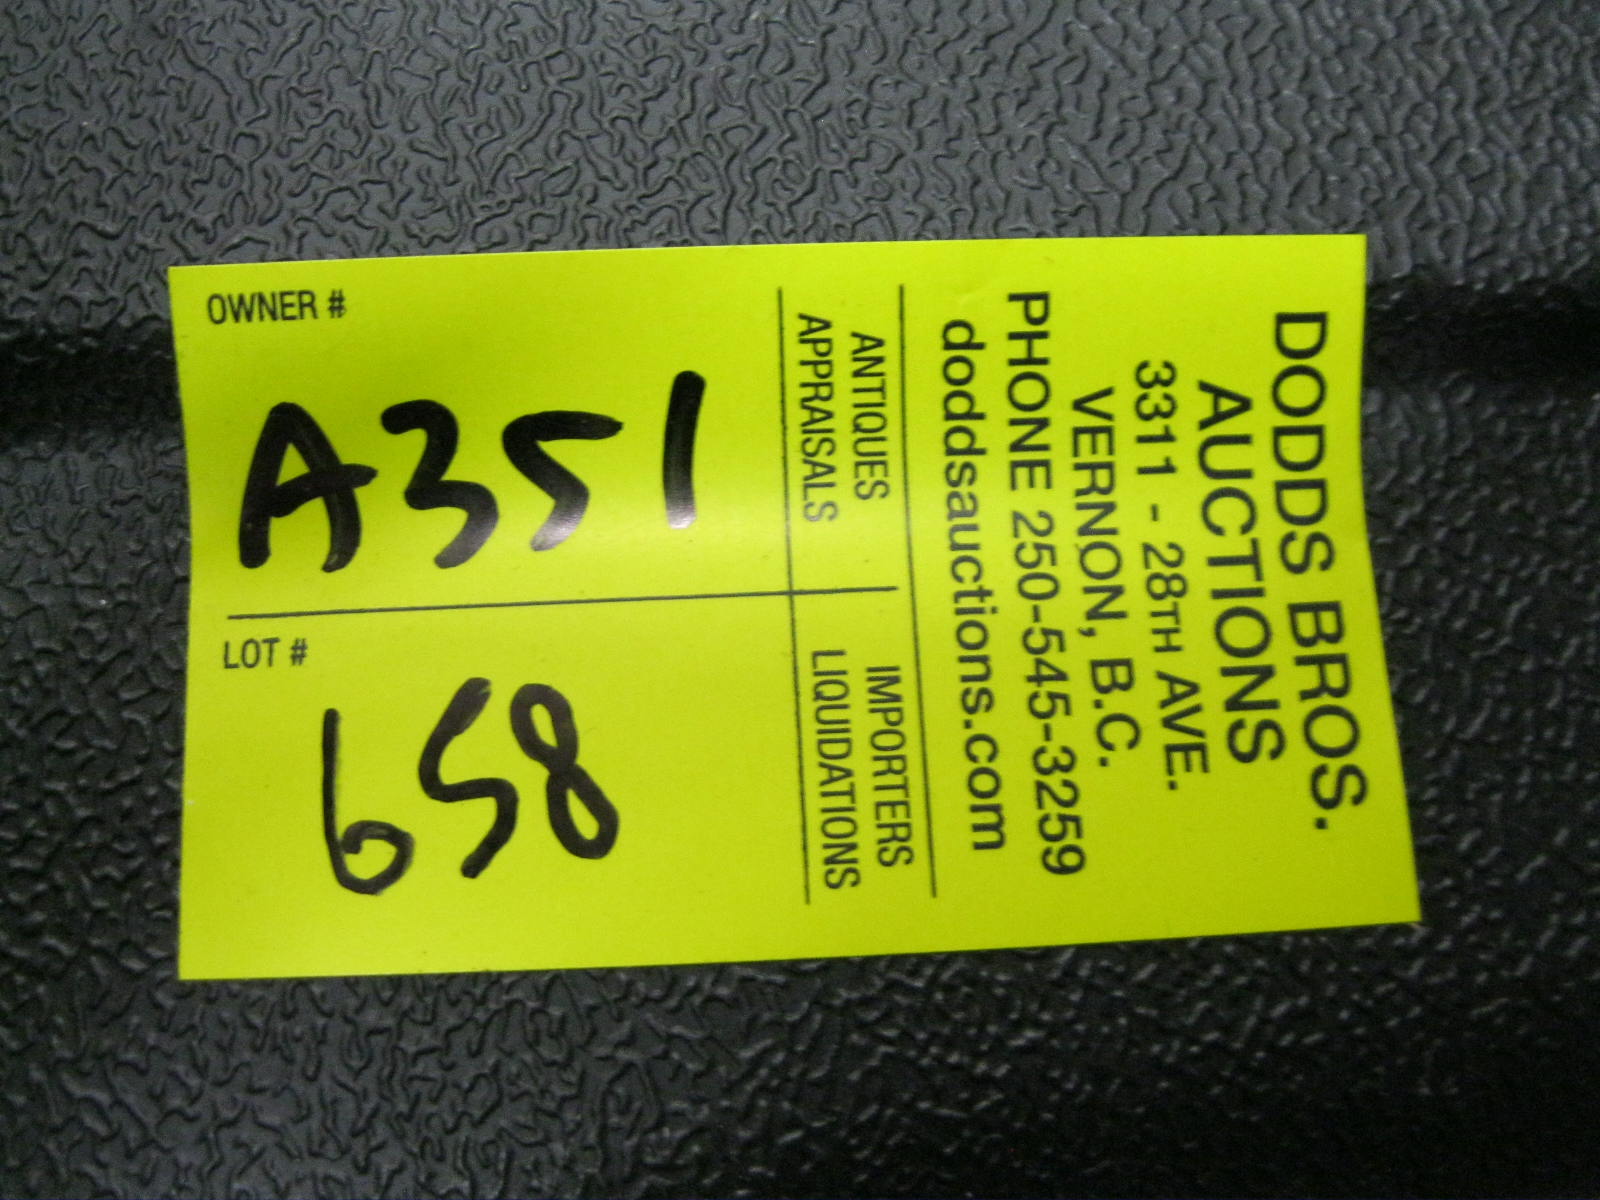 DODDS BROS.
AUCTIONS
3311 - 28TH AVE.
VERNON, B.C.
PHONE 250-545-3259
doddsauctions.com
ANTIQUES IMPORTERS
APPRAISALS LIQUIDATIONS
OWNER #
A351
LOT #
658